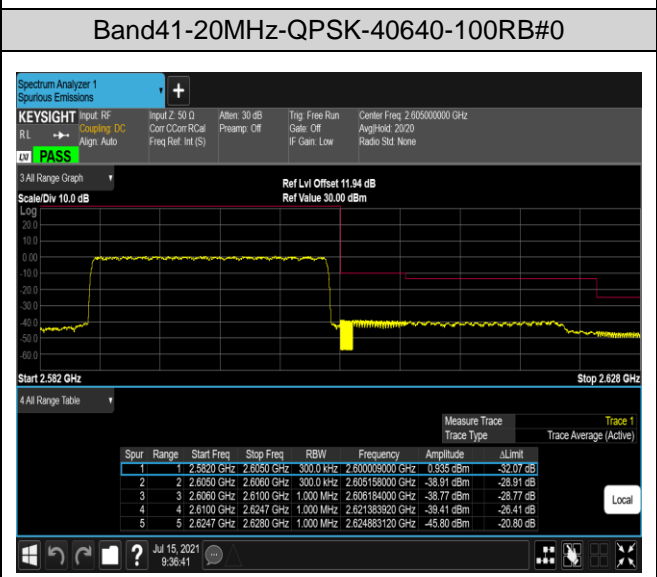 Band41-20MHz-QPSK-40640-100RB#0
Spectrum Analyzer 1
Spurious Emissions
+
KEYSIGHT Input: RF Input Z: 50 Ω Atten: 30 dB Trig: Free Run Center Freq: 2.605000000 GHz
RL Coupling: DC Corr CCorr RCal Preamp: Off Gate: Off Avg|Hold: 20/20
Align: Auto Freq Ref: Int (S) IF Gain: Low Radio Std: None
LXI PASS
3 All Range Graph
Ref Lvl Offset 11.94 dB
Scale/Div 10.0 dB Ref Value 30.00 dBm
Log
20.0
10.0
0.00
-10.0
-20.0
-30.0
-40.0
-50.0
-60.0
Start 2.582 GHz Stop 2.628 GHz
4 All Range Table
Measure Trace Trace 1
Trace Type Trace Average (Active)
Spur Range Start Freq Stop Freq RBW Frequency Amplitude ΔLimit
1 1 2.5820 GHz 2.6050 GHz 300.0 kHz 2.600009000 GHz 0.935 dBm -32.07 dB
2 2 2.6050 GHz 2.6060 GHz 300.0 kHz 2.605158000 GHz -38.91 dBm -28.91 dB
3 3 2.6060 GHz 2.6100 GHz 1.000 MHz 2.606184000 GHz -38.77 dBm -28.77 dB
4 4 2.6100 GHz 2.6247 GHz 1.000 MHz 2.621383920 GHz -39.41 dBm -26.41 dB
5 5 2.6247 GHz 2.6280 GHz 1.000 MHz 2.624883120 GHz -45.80 dBm -20.80 dB
Local
? Jul 15, 2021
9:36:41